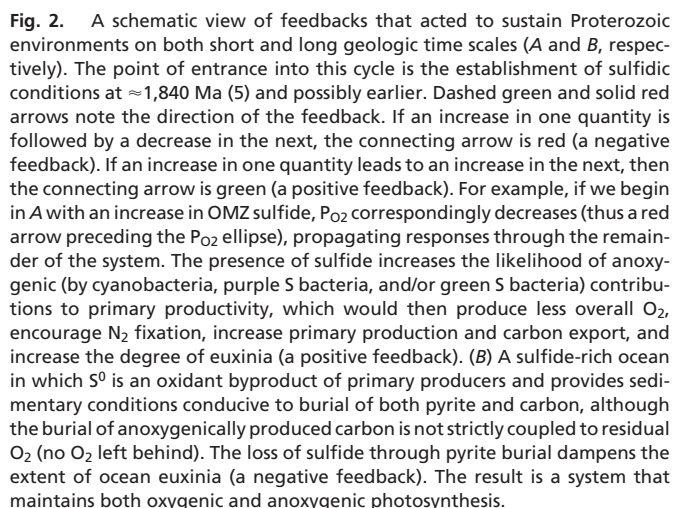 Fig. 2. A schematic view of feedbacks that acted to sustain Proterozoic
environments on both short and long geologic time scales (A and B, respec-
tively). The point of entrance into this cycle is the establishment of sulfidic
conditions at ≈1,840 Ma (5) and possibly earlier. Dashed green and solid red
arrows note the direction of the feedback. If an increase in one quantity is
followed by a decrease in the next, the connecting arrow is red (a negative
feedback). If an increase in one quantity leads to an increase in the next, then
the connecting arrow is green (a positive feedback). For example, if we begin
in A with an increase in OMZ sulfide, PO2 correspondingly decreases (thus a red
arrow preceding the PO2 ellipse), propagating responses through the remain-
der of the system. The presence of sulfide increases the likelihood of anoxy-
genic (by cyanobacteria, purple S bacteria, and/or green S bacteria) contribu-
tions to primary productivity, which would then produce less overall O2,
encourage N2 fixation, increase primary production and carbon export, and
increase the degree of euxinia (a positive feedback). (B) A sulfide-rich ocean
in which S0 is an oxidant byproduct of primary producers and provides sedi-
mentary conditions conducive to burial of both pyrite and carbon, although
the burial of anoxygenically produced carbon is not strictly coupled to residual
O2 (no O2 left behind). The loss of sulfide through pyrite burial dampens the
extent of ocean euxinia (a negative feedback). The result is a system that
maintains both oxygenic and anoxygenic photosynthesis.